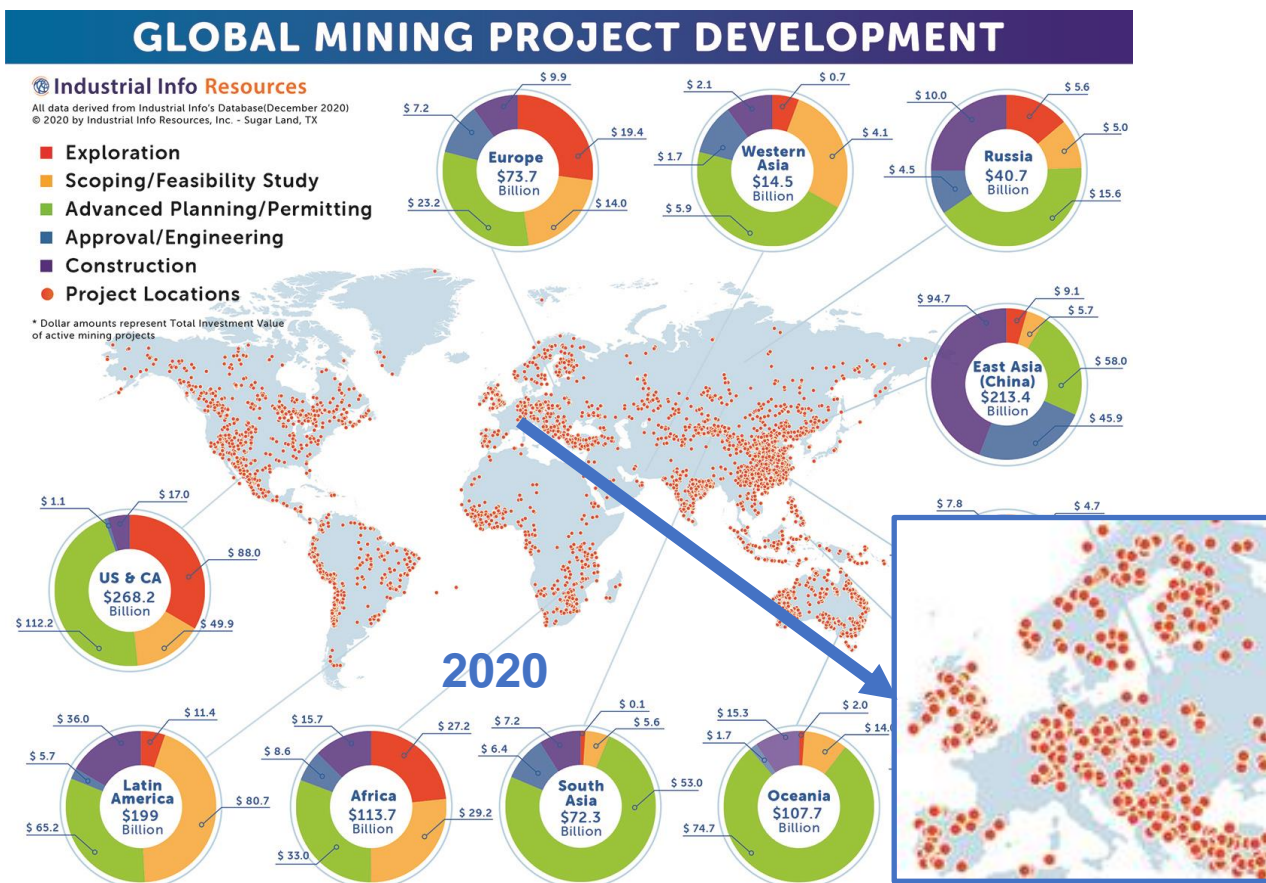 GLOBAL MINING PROJECT DEVELOPMENT
Industrial Info Resources
All data derived from Industrial Info's Database(December 2020)
© 2020 by Industrial Info Resources, Inc. - Sugar Land, TX
Exploration
Scoping/Feasibility Study
Advanced Planning/Permitting
Approval/Engineering
Construction
Project Locations
* Dollar amounts represent Total Investment Value
of active mining projects
$ 9.9
$ 7.2
$ 19.4
Europe
$73.7
Billion
$ 23.2
$ 14.0
$ 0.7
$ 2.1
$ 4.1
Western
Asia
$14.5
Billion
$ 1.7
$ 5.9
$ 5.6
$ 10.0
$ 5.0
Russia
$40.7
Billion
$ 4.5
$ 15.6
$ 94.7
$ 9.1
$ 5.7
East Asia
(China)
$213.4
Billion
$ 58.0
$ 45.9
$ 7.8
$ 4.7
$ 1.1
$ 17.0
$ 88.0
US & CA
$268.2
Billion
$ 112.2
$ 49.9
2020
$ 36.0
$ 11.4
$ 5.7
Latin
America
$199
Billion
$ 80.7
$ 65.2
$ 15.7
$ 27.2
$ 8.6
Africa
$113.7
Billion
$ 29.2
$ 33.0
$ 0.1
$ 7.2
$ 5.6
$ 6.4
South
Asia
$72.3
Billion
$ 53.0
$ 15.3
$ 2.0
$ 1.7
Oceania
$107.7
Billion
$ 74.7